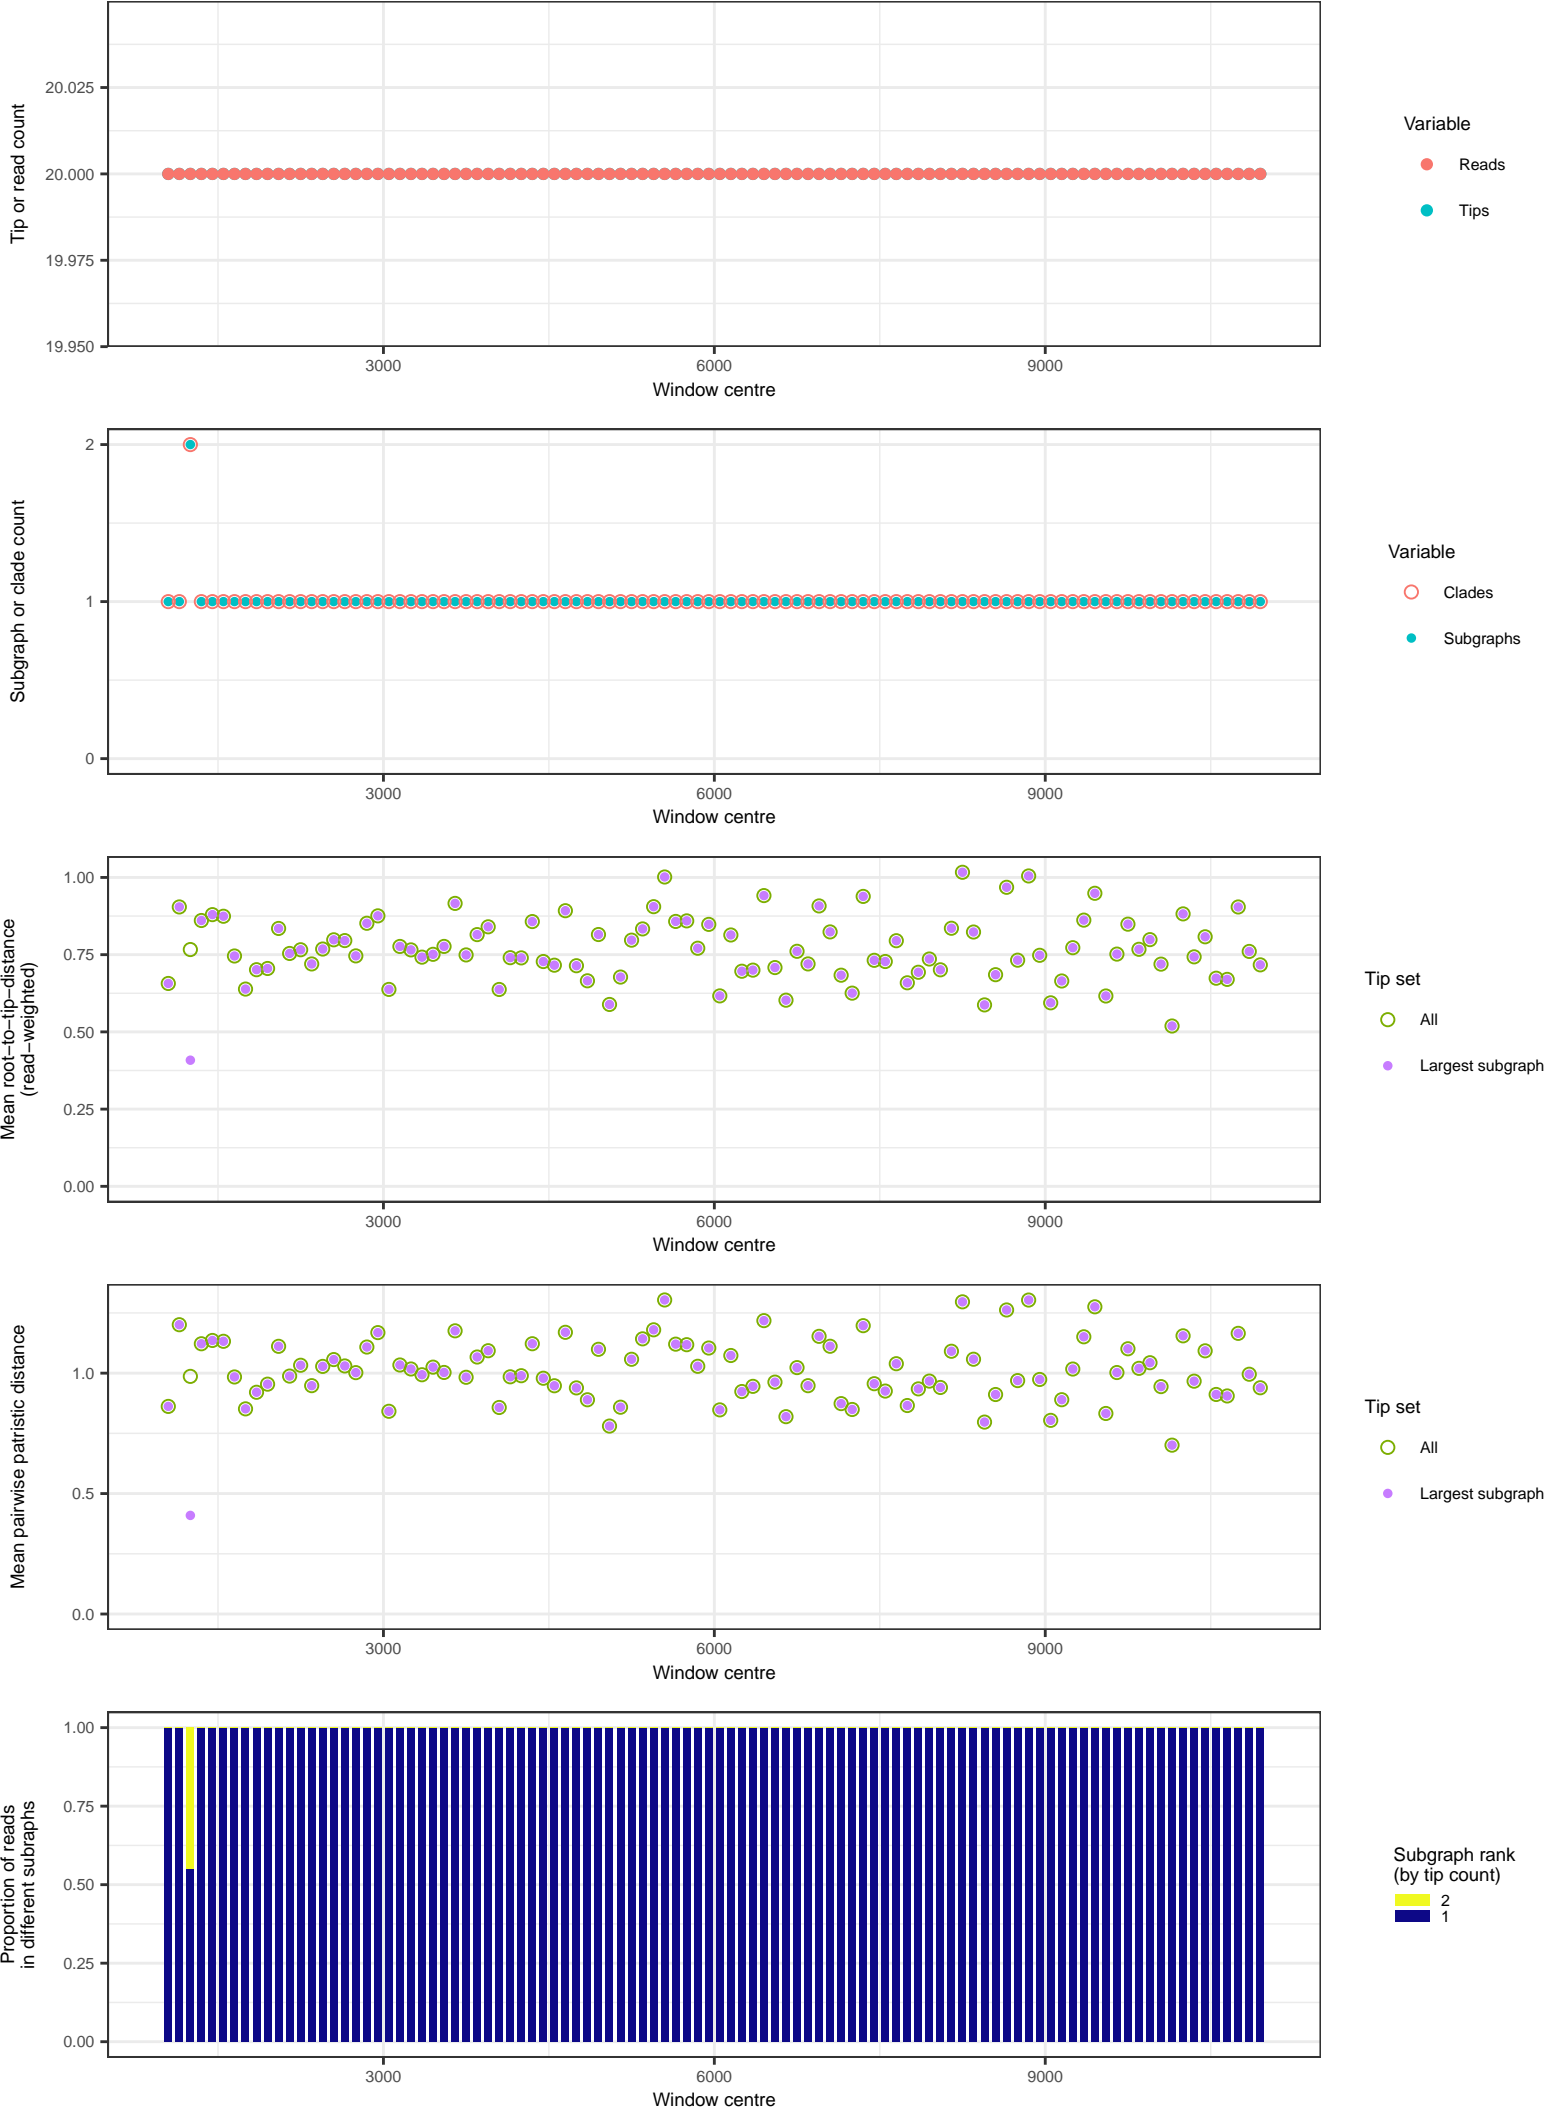 Tip or read count
20.025
20.000
19.975
19.950
3000 6000 9000
Window centre
Variable
Reads
Tips
Subgraph or clade count
2
1
0
3000 6000 9000
Window centre
Variable
Clades
Subgraphs
Mean root−to−tip−distance
(read−weighted)
1.00
0.75
0.50
0.25
0.00
3000 6000 9000
Window centre
Tip set
All
Largest subgraph
Mean pairwise patristic distance
1.0
0.5
0.0
3000 6000 9000
Window centre
Tip set
All
Largest subgraph
Proportion of reads
in different subraphs
1.00
0.75
0.50
0.25
0.00
3000 6000 9000
Window centre
Subgraph rank
(by tip count)
2
1